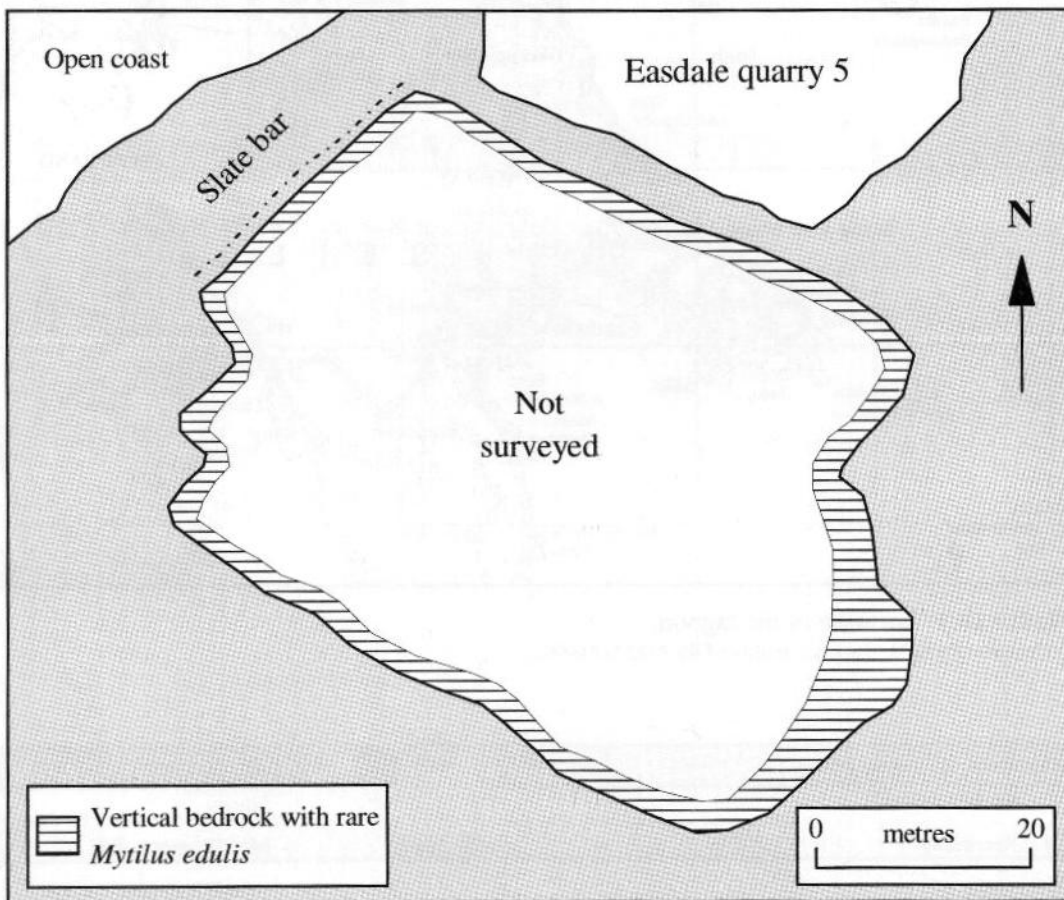 Open coast
Easdale quarry 5
Slate bar
N
Not
surveyed
Vertical bedrock with rare
Mytilus edulis
0 metres 20